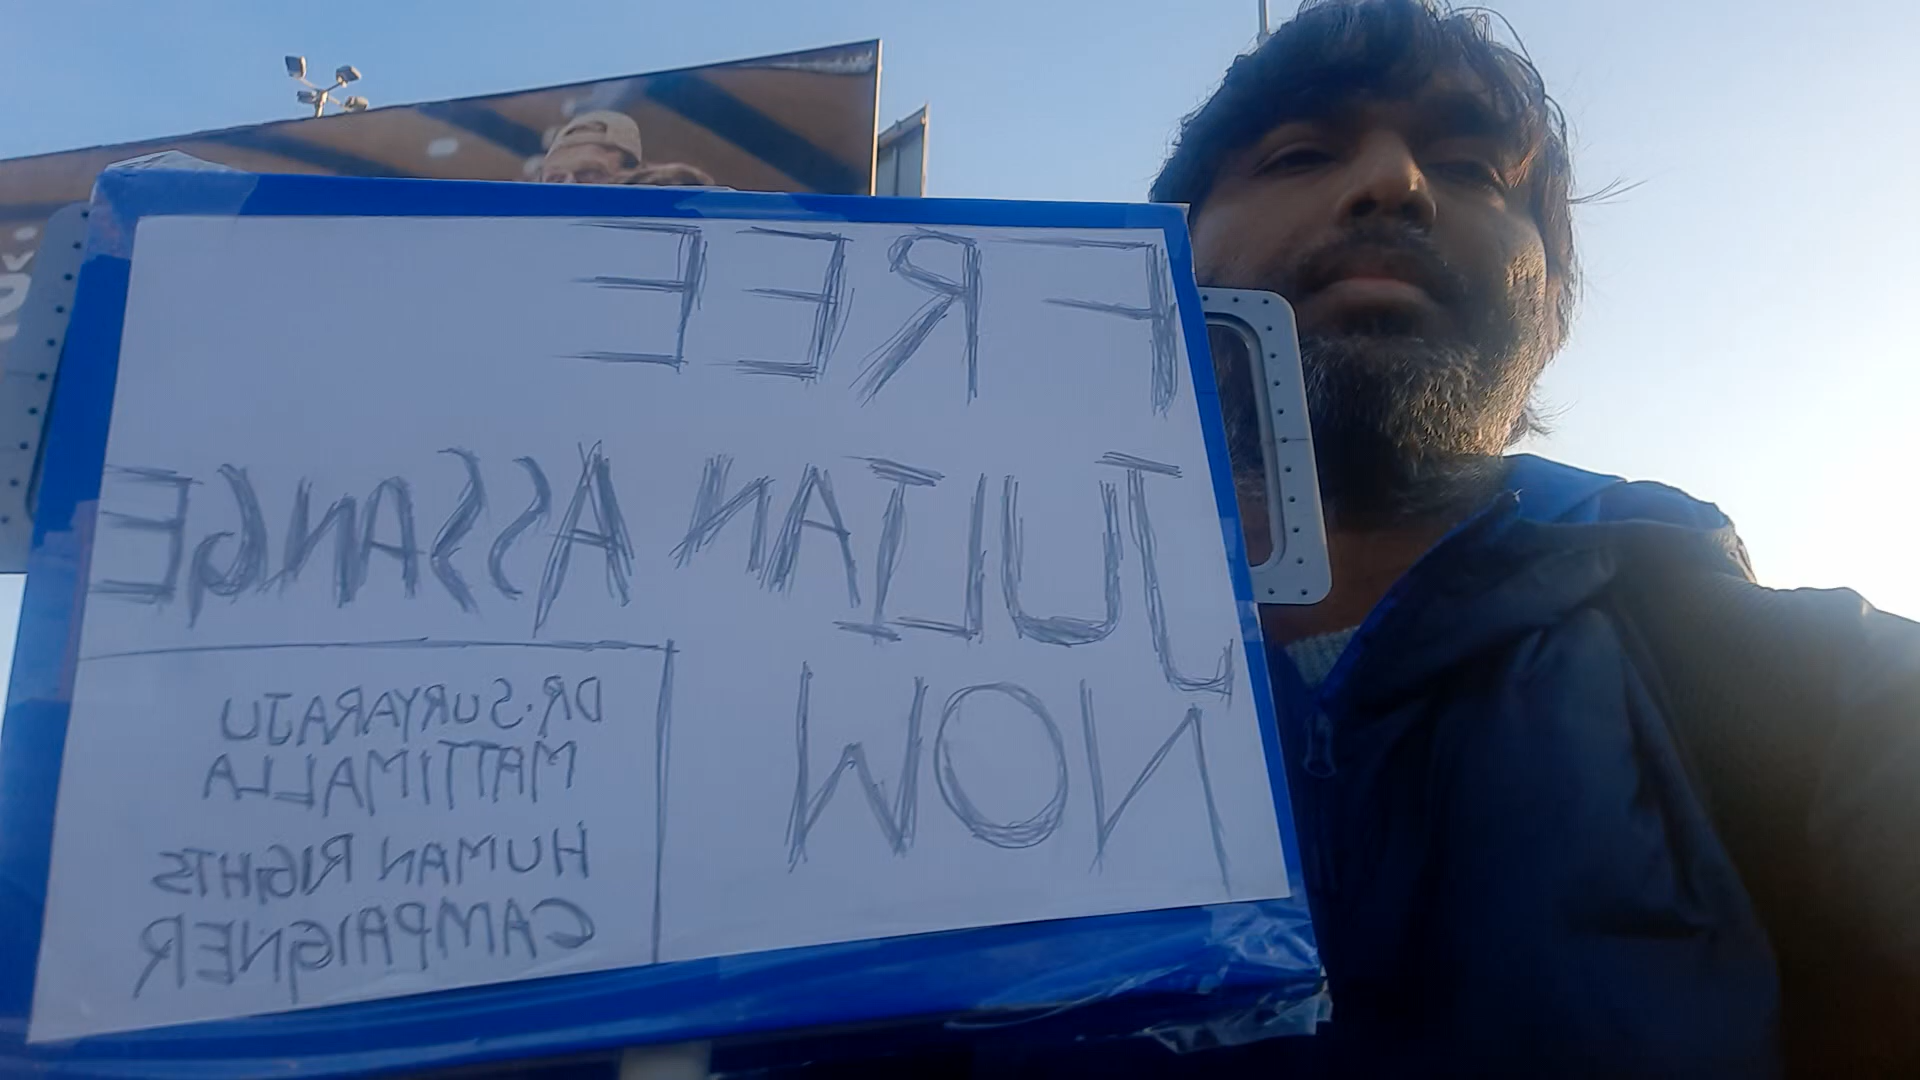 FREE
JULIAN ASSANGE
NOW
DR. SURYARAJU
MATTIMALLA
HUMAN RIGHTS
CAMPAIGNER